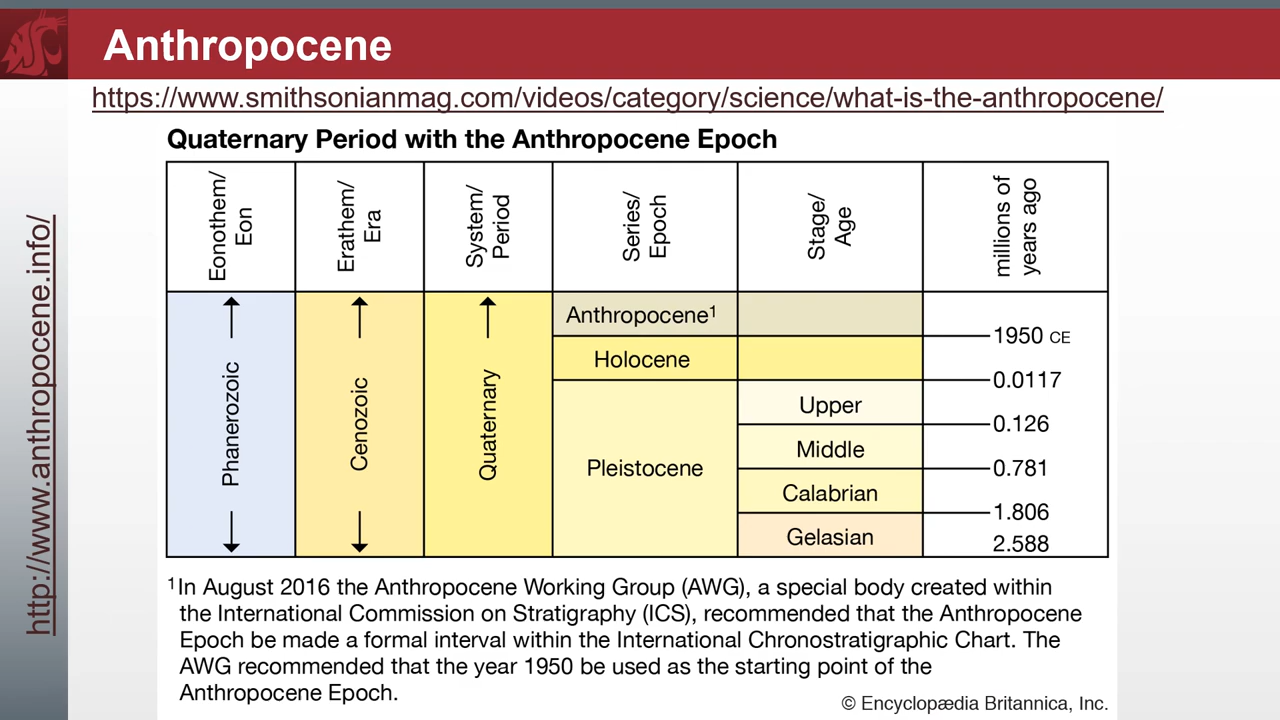 Anthropocene
https://www.smithsonianmag.com/videos/category/science/what-is-the-anthropocene/
http://www.anthropocene.info/
Quaternary Period with the Anthropocene Epoch
Eonothem/
Eon
Erathem/
Era
System/
Period
Series/
Epoch
Stage/
Age
millions of
years ago
Phanerozoic
Cenozoic
Quaternary
Anthropocene¹
1950 CE
Holocene
0.0117
Pleistocene
Upper
0.126
Middle
0.781
Calabrian
1.806
Gelasian
2.588
¹In August 2016 the Anthropocene Working Group (AWG), a special body created within
the International Commission on Stratigraphy (ICS), recommended that the Anthropocene
Epoch be made a formal interval within the International Chronostratigraphic Chart. The
AWG recommended that the year 1950 be used as the starting point of the
Anthropocene Epoch.
© Encyclopædia Britannica, Inc.